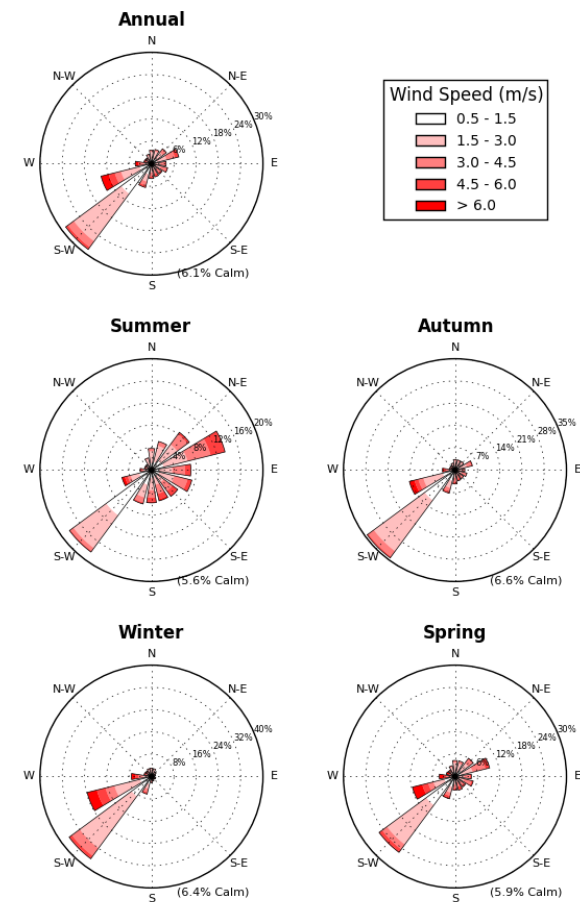 Annual
N
N-W
N-E
30%
24%
18%
12%
6%
W
E
S-W
S-E
(6.1% Calm)
S
Wind Speed (m/s)
0.5 - 1.5
1.5 - 3.0
3.0 - 4.5
4.5 - 6.0
> 6.0
Summer
N
N-W
N-E
20%
16%
12%
8%
4%
W
E
S-W
S-E
(5.6% Calm)
S
Autumn
N
N-W
N-E
35%
28%
21%
14%
7%
W
E
S-W
S-E
(6.6% Calm)
S
Winter
N
N-W
N-E
40%
32%
24%
16%
8%
W
E
S-W
S-E
(6.4% Calm)
S
Spring
N
N-W
N-E
30%
24%
18%
12%
6%
W
E
S-W
S-E
(5.9% Calm)
S